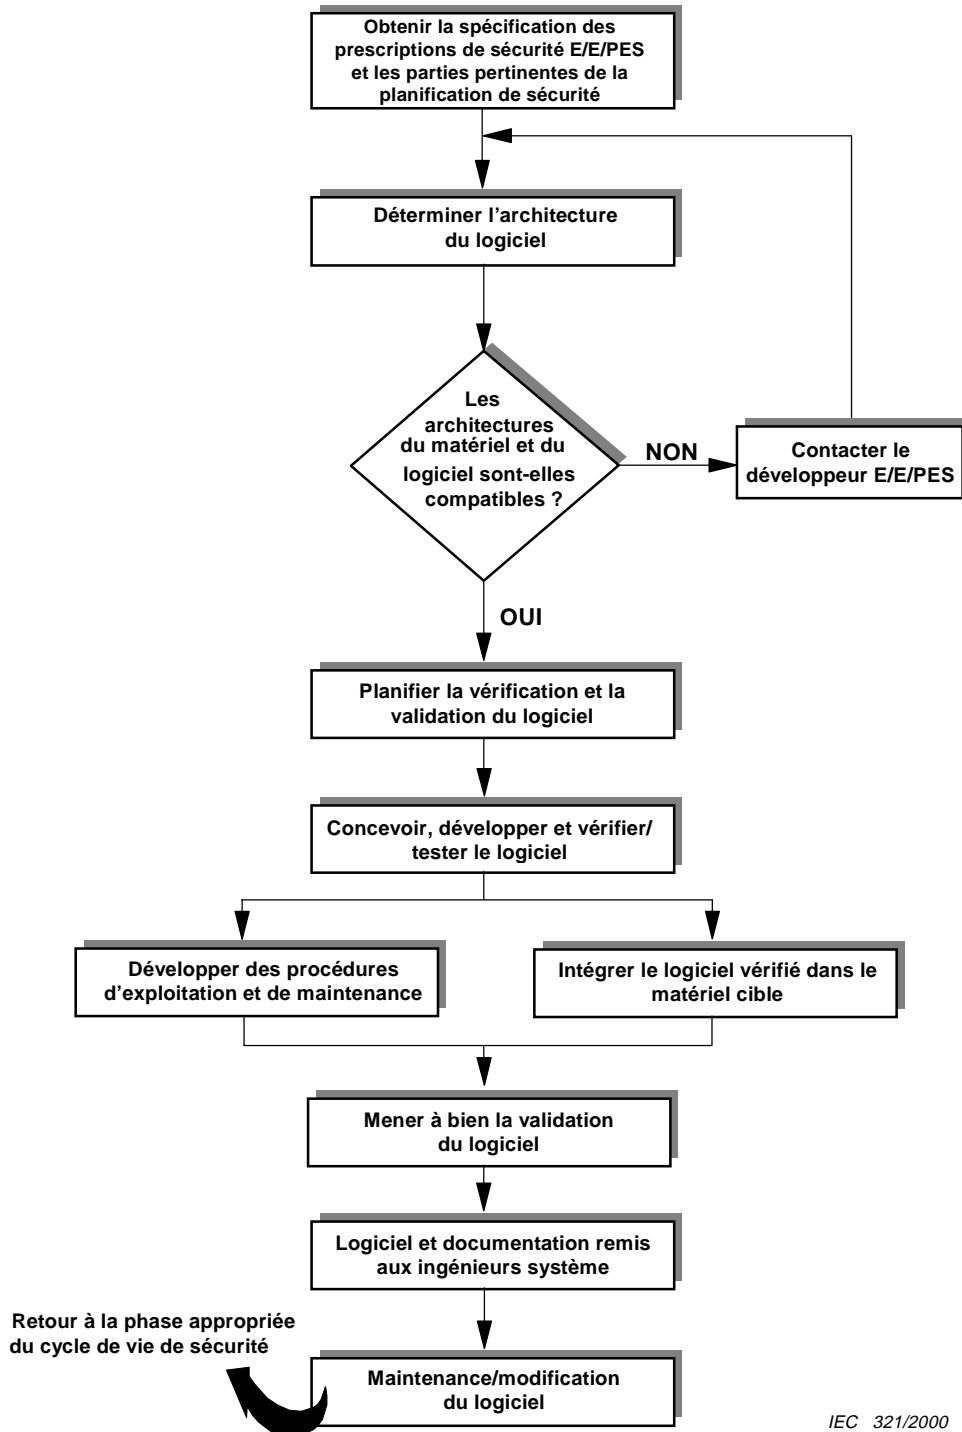 Obtenir la spécification des
prescriptions de sécurité E/E/PES
et les parties pertinentes de la
planification de sécurité
Déterminer l'architecture
du logiciel
Les
architectures
du matériel et du
logiciel sont-elles
compatibles ?
NON
Contacter le
développeur E/E/PES
OUI
Planifier la vérification et la
validation du logiciel
Concevoir, développer et vérifier/
tester le logiciel
Développer des procédures
d'exploitation et de maintenance
Intégrer le logiciel vérifié dans le
matériel cible
Mener à bien la validation
du logiciel
Logiciel et documentation remis
aux ingénieurs système
Retour à la phase appropriée
du cycle de vie de sécurité
Maintenance/modification
du logiciel
IEC 321/2000